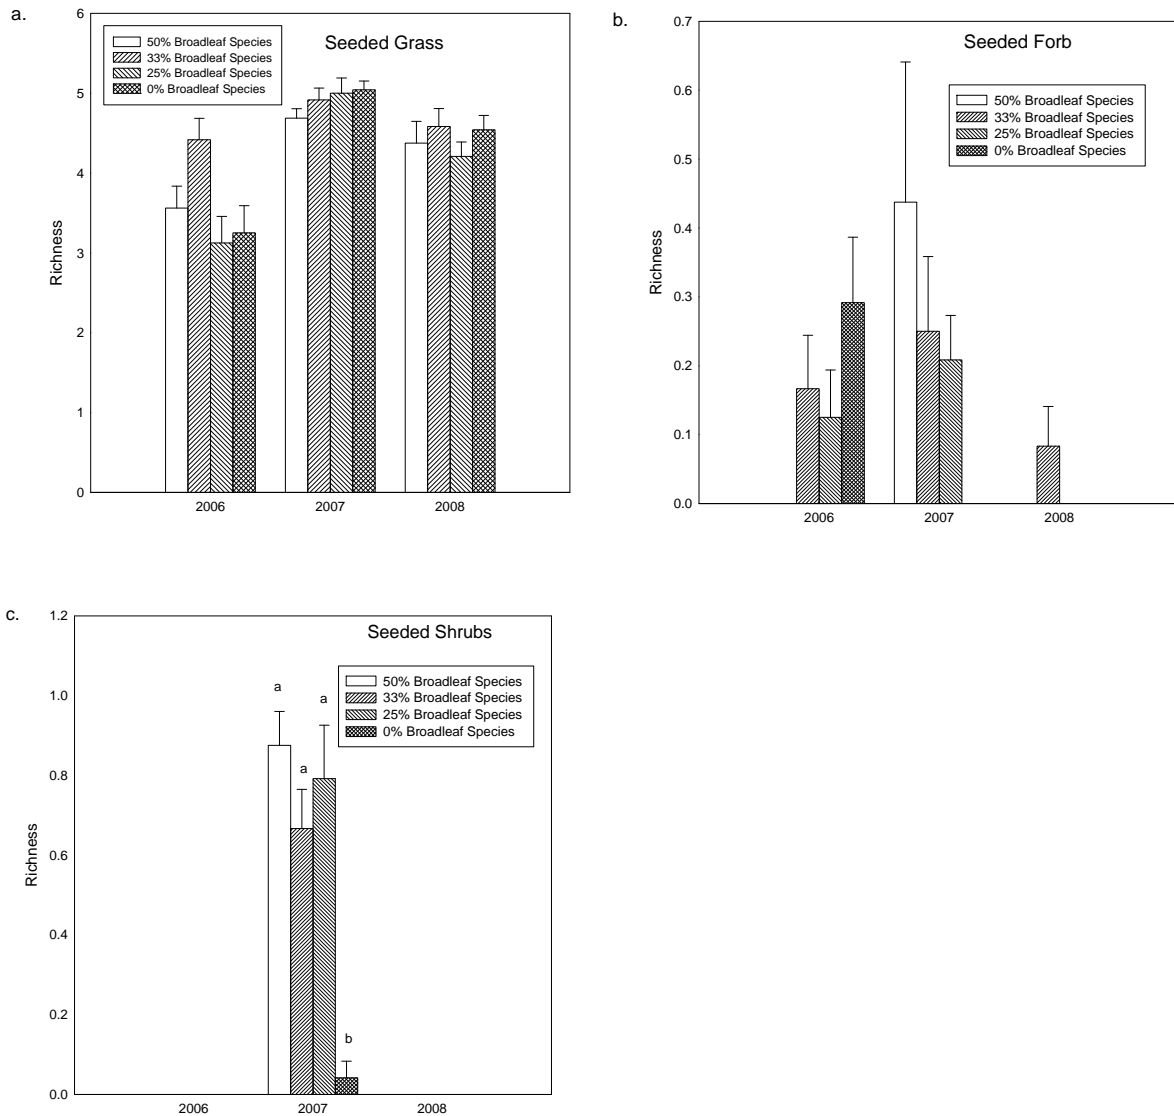 a.
Seeded Grass
50% Broadleaf Species
33% Broadleaf Species
25% Broadleaf Species
0% Broadleaf Species
Richness
6
5
4
3
2
1
0
2006 2007 2008
b.
Seeded Forb
50% Broadleaf Species
33% Broadleaf Species
25% Broadleaf Species
0% Broadleaf Species
Richness
0.7
0.6
0.5
0.4
0.3
0.2
0.1
0.0
2006 2007 2008
c.
Seeded Shrubs
50% Broadleaf Species
33% Broadleaf Species
25% Broadleaf Species
0% Broadleaf Species
Richness
1.2
1.0
0.8
0.6
0.4
0.2
0.0
a
a
a
b
2006 2007 2008